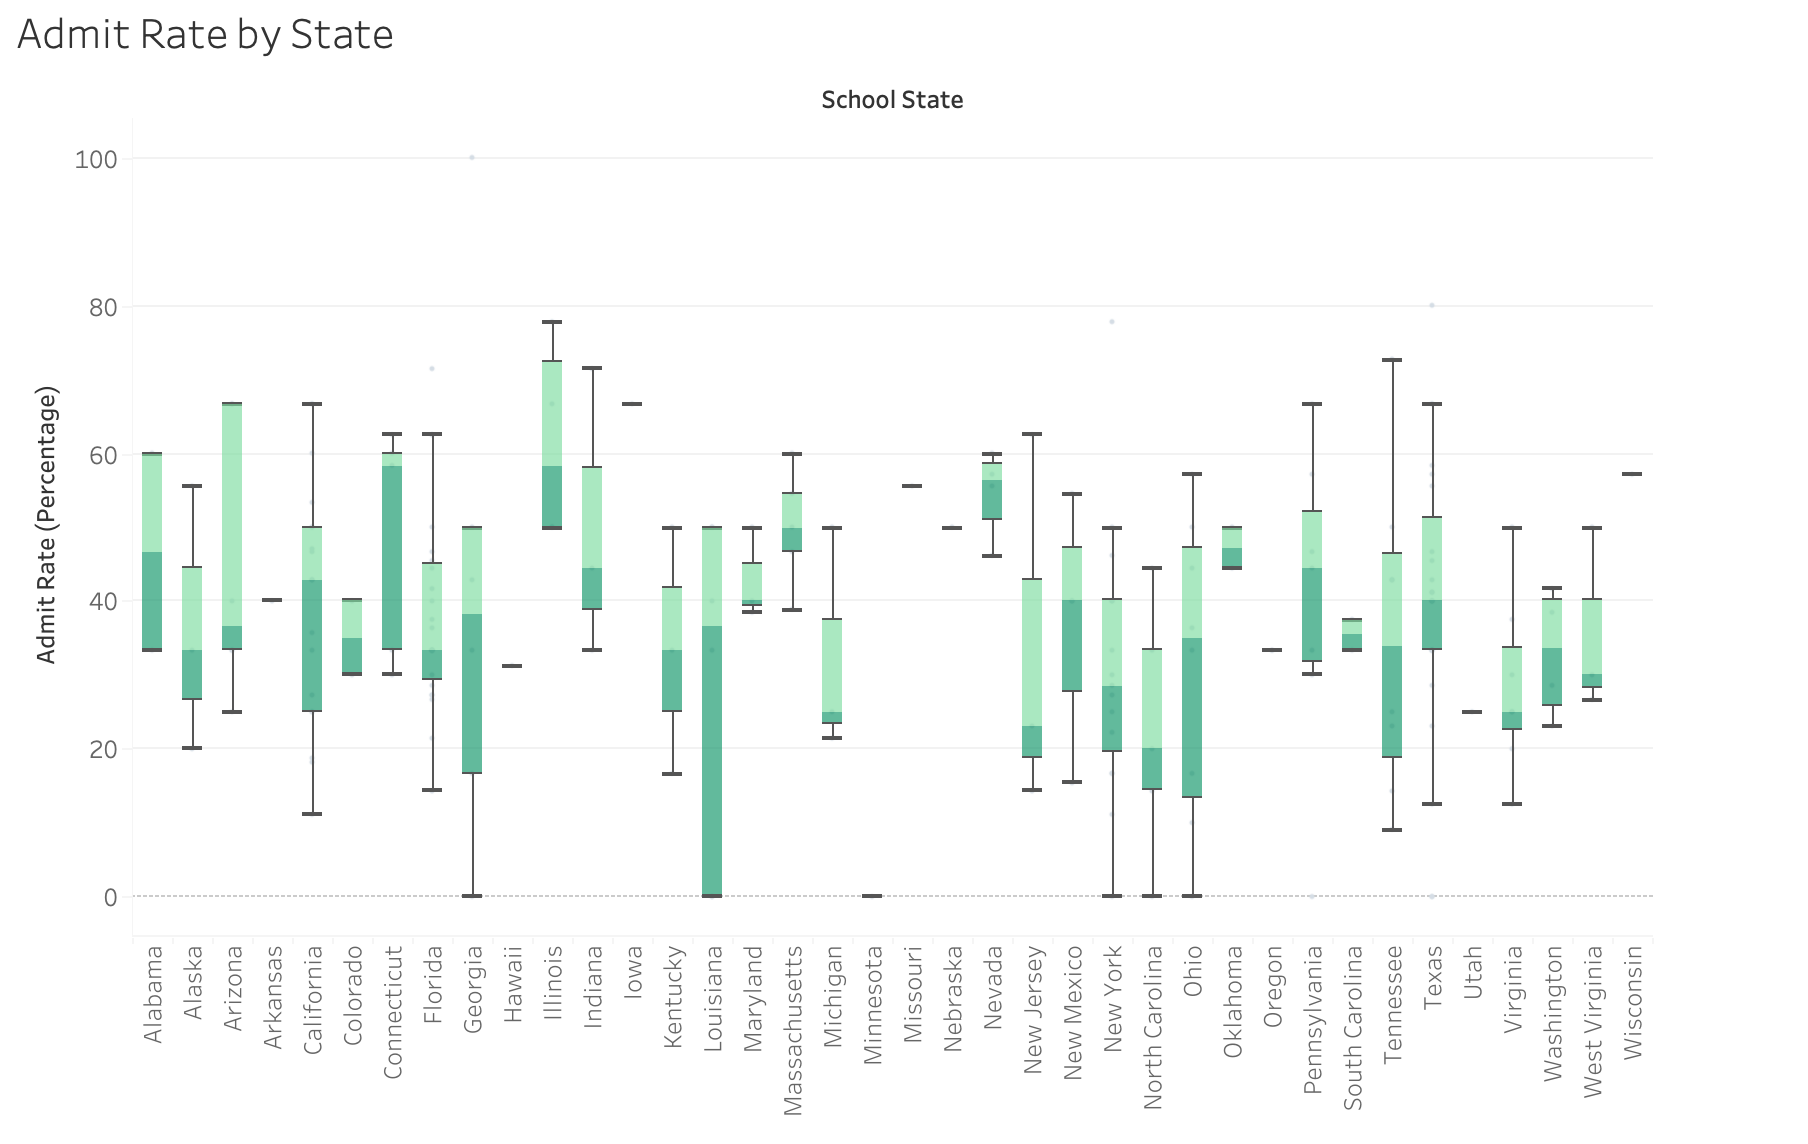 Admit Rate by State
School State
Admit Rate (Percentage)
100
80
60
40
20
0
Alabama
Alaska
Arizona
Arkansas
California
Colorado
Connecticut
Florida
Georgia
Hawaii
Illinois
Indiana
Iowa
Kentucky
Louisiana
Maryland
Massachusetts
Michigan
Minnesota
Missouri
Nebraska
Nevada
New Jersey
New Mexico
New York
North Carolina
Ohio
Oklahoma
Oregon
Pennsylvania
South Carolina
Tennessee
Texas
Utah
Virginia
Washington
West Virginia
Wisconsin